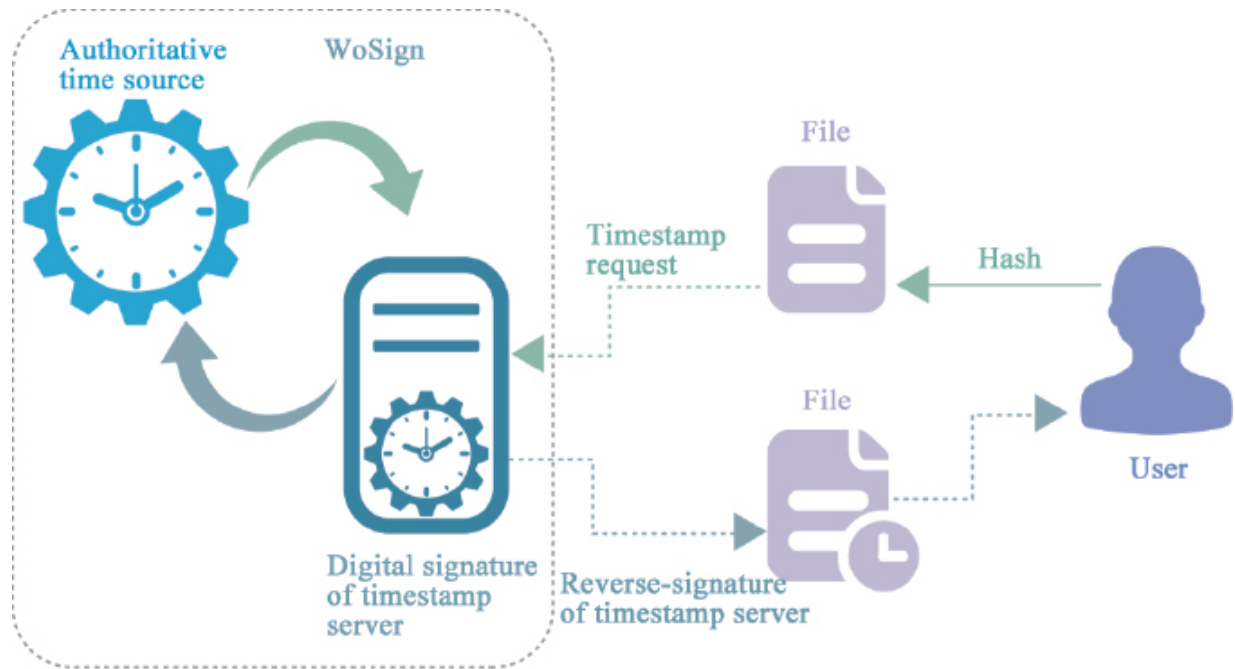 Authoritative
time source
WoSign
File
Timestamp
request
Hash
File
User
Digital signature
of timestamp
server
Reverse-signature
of timestamp server